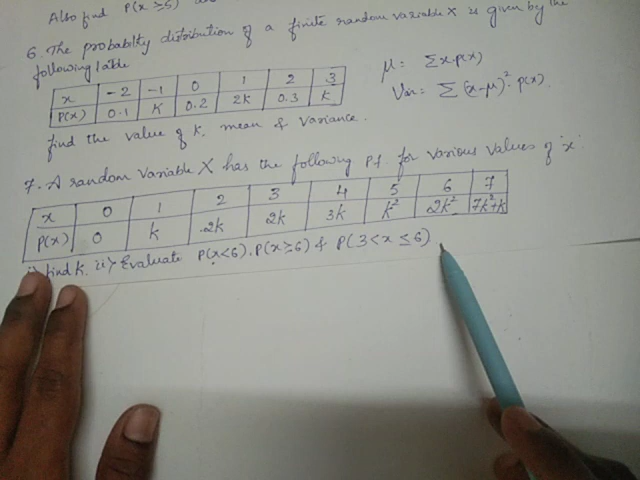 Also find P(x ≥ 5)
6. The probabilty distribution of a finite random variable X is given by the
following table
x -2 -1 0 1 2 3
P(x) 0.1 K 0.2 2K 0.3 K
μ = Σx.p(x)
Var = Σ (x-μ)². p(x)
find the value of K, mean & variance.
7. A random variable X has the following P.f. for various values of 'x'.
x 0 1 2 3 4 5 6 7
P(x) 0 k 2k 2k 3k k² 2k² 7k²+k
i) find k. ii) Evaluate P(x<6), P(x≥6) & P(3<x≤6)